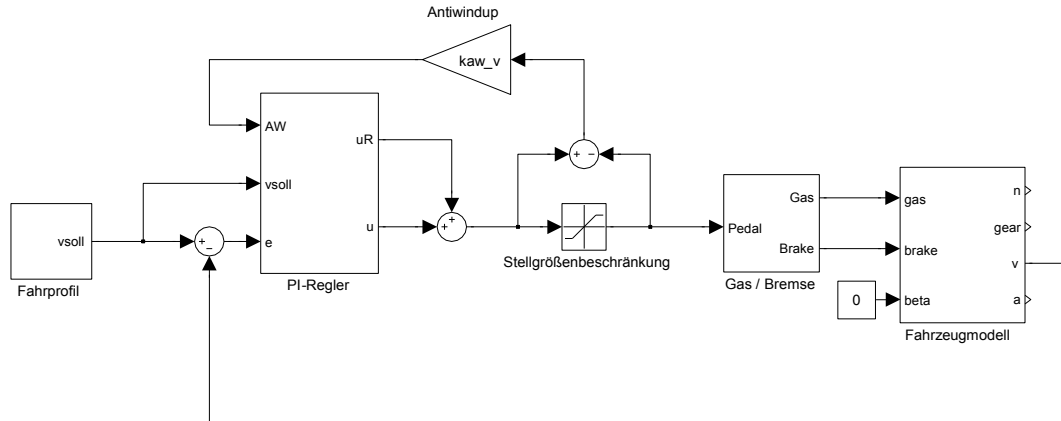 Antiwindup
kaw_v
AW
uR
vsoll
u
e
PI-Regler
vsoll
Fahrprofil
+
−
+
+
+ −
Stellgrößenbeschränkung
Gas
Pedal
Brake
Gas / Bremse
0
n
gas
gear
brake
v
beta
a
Fahrzeugmodell